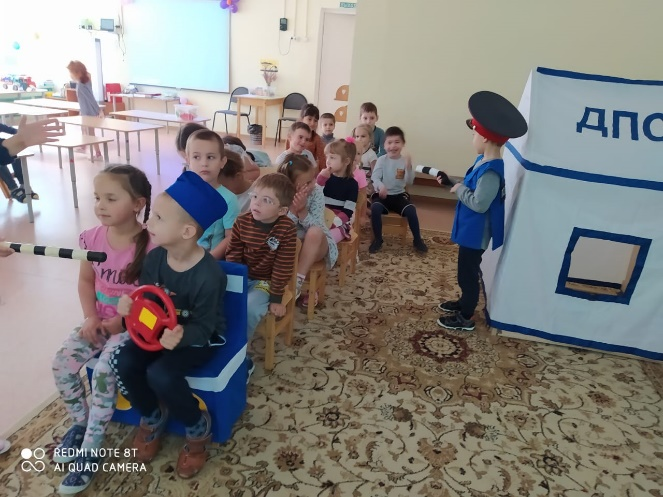 ДПС
REDMI NOTE 8T
AI QUAD CAMERA